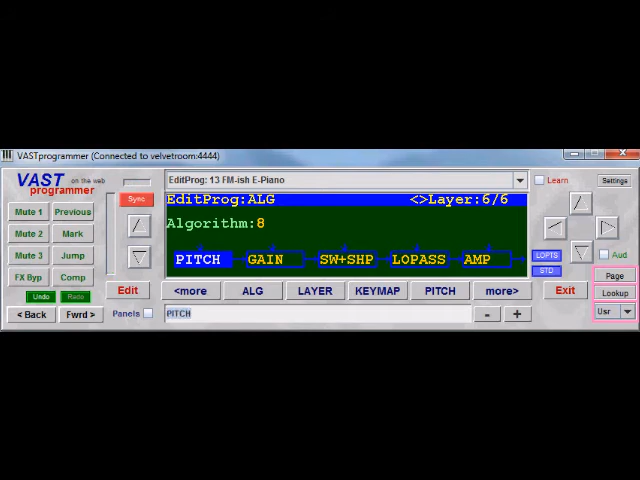 VASTprogrammer (Connected to velvetroom:4444)
VAST on the web
programmer
Sync
EditProg: 13 FM-ish E-Piano
Learn
Settings
EditProg:ALG <>Layer:6/6
Mute 1 Previous
Algorithm:8
Mute 2 Mark
Mute 3 Jump
PITCH GAIN SW+SHP LOPASS AMP
LOPTS
Aud
FX Byp Comp
STD
Page
Undo Redo
Edit <more ALG LAYER KEYMAP PITCH more> Exit
Lookup
< Back Fwrd >
Panels
PITCH
- +
Usr